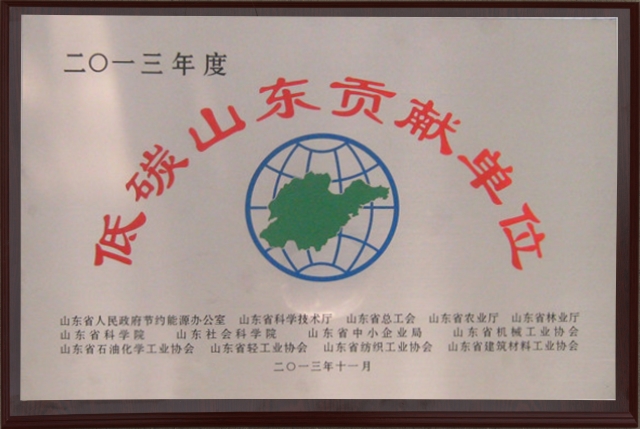 二〇一三年度
低碳山东贡献单位
山东省人民政府节约能源办公室 山东省科学技术厅 山东省总工会 山东省农业厅 山东省林业厅
山东省科学院 山东社会科学院 山东省中小企业局 山东省机械工业协会
山东省石油化学工业协会 山东省轻工业协会 山东省纺织工业协会 山东省建筑材料工业协会
二〇一三年十一月